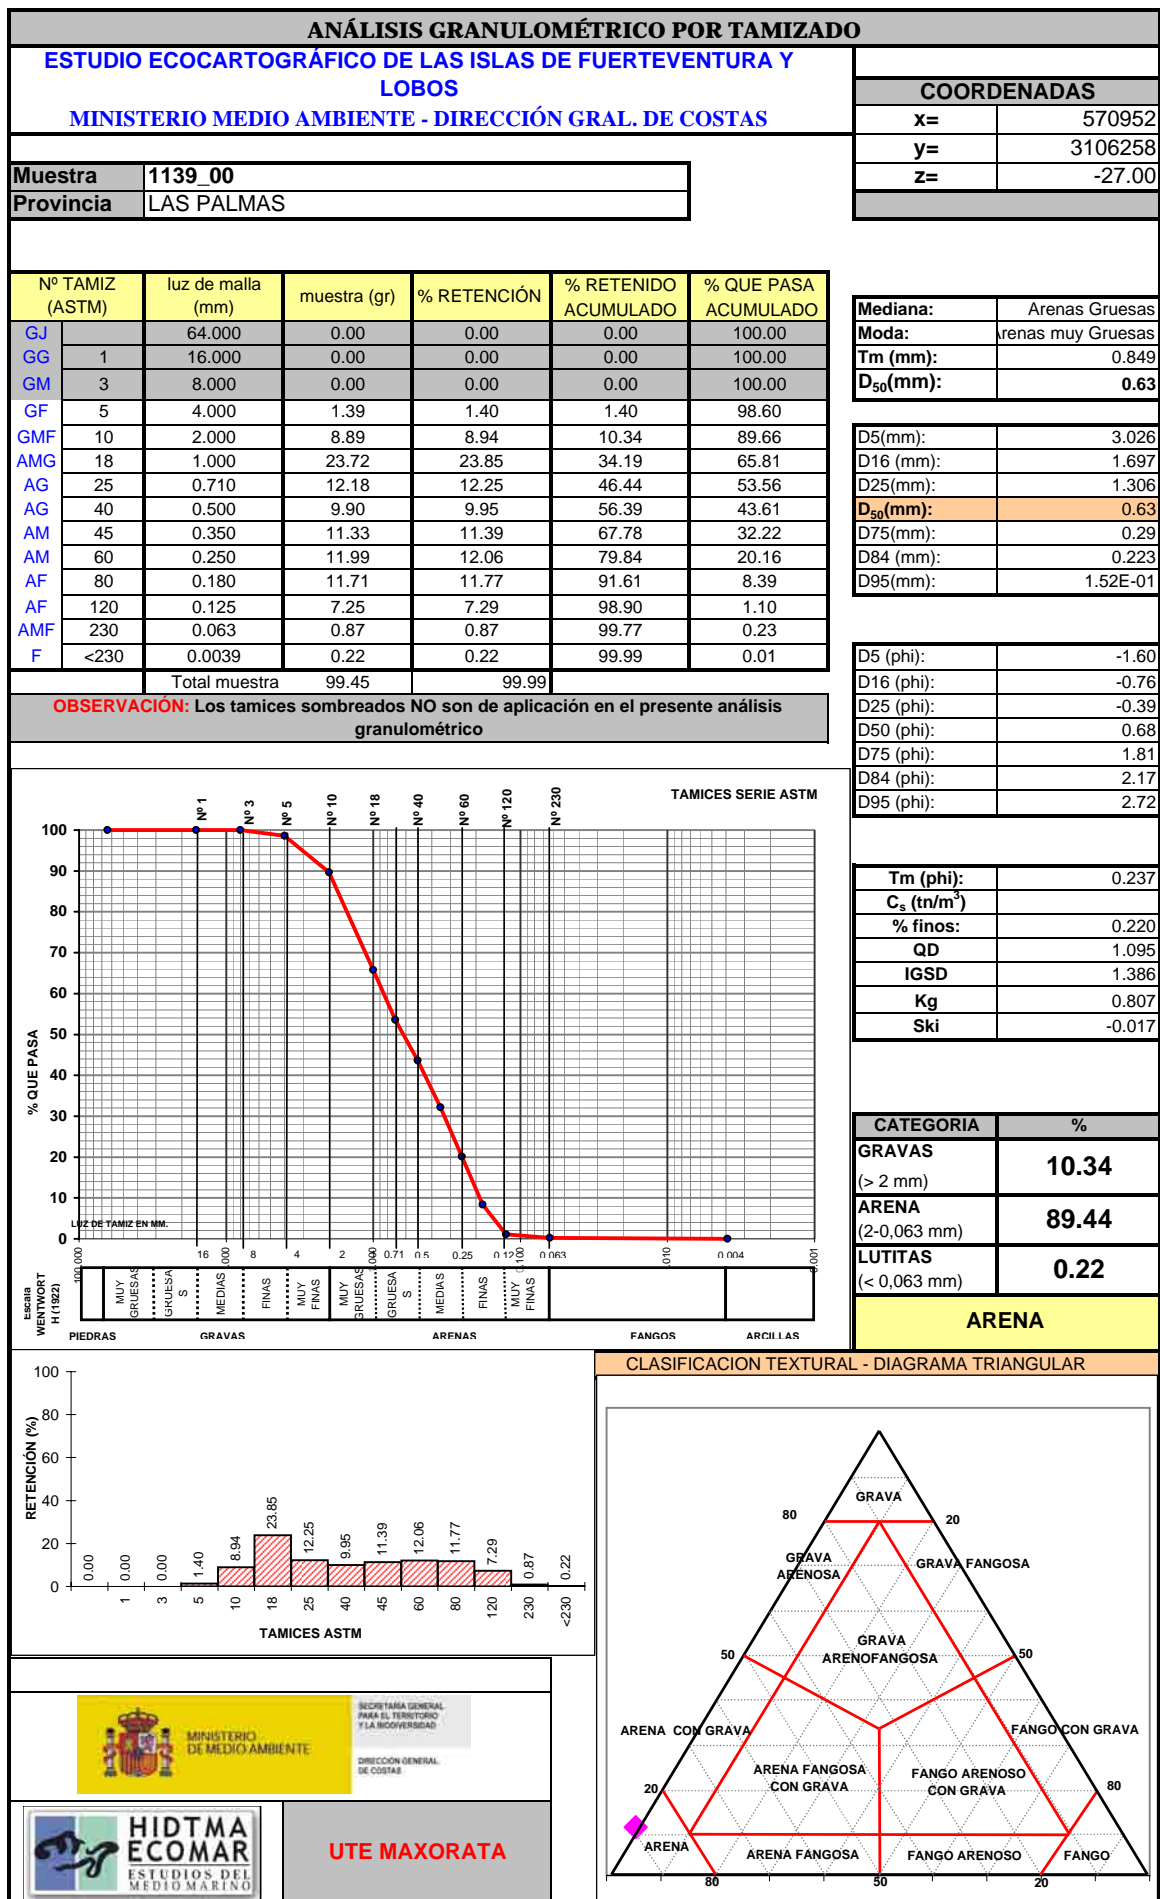 ANÁLISIS GRANULOMÉTRICO POR TAMIZADO
ESTUDIO ECOCARTOGRÁFICO DE LAS ISLAS DE FUERTEVENTURA Y
LOBOS
MINISTERIO MEDIO AMBIENTE - DIRECCIÓN GRAL. DE COSTAS
COORDENADAS
x= 570952
y= 3106258
z= -27.00
Muestra 1139_00
Provincia LAS PALMAS
Nº TAMIZ (ASTM) luz de malla (mm) muestra (gr) % RETENCIÓN % RETENIDO ACUMULADO % QUE PASA ACUMULADO
GJ 64.000 0.00 0.00 0.00 100.00
GG 1 16.000 0.00 0.00 0.00 100.00
GM 3 8.000 0.00 0.00 0.00 100.00
GF 5 4.000 1.39 1.40 1.40 98.60
GMF 10 2.000 8.89 8.94 10.34 89.66
AMG 18 1.000 23.72 23.85 34.19 65.81
AG 25 0.710 12.18 12.25 46.44 53.56
AG 40 0.500 9.90 9.95 56.39 43.61
AM 45 0.350 11.33 11.39 67.78 32.22
AM 60 0.250 11.99 12.06 79.84 20.16
AF 80 0.180 11.71 11.77 91.61 8.39
AF 120 0.125 7.25 7.29 98.90 1.10
AMF 230 0.063 0.87 0.87 99.77 0.23
F <230 0.0039 0.22 0.22 99.99 0.01
Total muestra 99.45 99.99
OBSERVACIÓN: Los tamices sombreados NO son de aplicación en el presente análisis
granulométrico
Mediana: Arenas Gruesas
Moda: Arenas muy Gruesas
Tm (mm): 0.849
D50(mm): 0.63
D5(mm): 3.026
D16 (mm): 1.697
D25(mm): 1.306
D50(mm): 0.63
D75(mm): 0.29
D84 (mm): 0.223
D95(mm): 1.52E-01
D5 (phi): -1.60
D16 (phi): -0.76
D25 (phi): -0.39
D50 (phi): 0.68
D75 (phi): 1.81
D84 (phi): 2.17
D95 (phi): 2.72
Tm (phi): 0.237
Cs (tn/m3)
% finos: 0.220
QD 1.095
IGSD 1.386
Kg 0.807
Ski -0.017
CATEGORIA %
GRAVAS (> 2 mm) 10.34
ARENA (2-0,063 mm) 89.44
LUTITAS (< 0,063 mm) 0.22
ARENA
TAMICES SERIE ASTM
Nº 1 Nº 3 Nº 5 Nº 10 Nº 18 Nº 40 Nº 60 Nº 120 Nº 230
% QUE PASA
100
90
80
70
60
50
40
30
20
10
0
LUZ DE TAMIZ EN MM.
16 8 4 2 0.71 0.5 0.25 0.12 0.063 0.004
100.000 0.100
Escala WENTWORT H (1922)
MUY GRUESAS GRUESA S MEDIAS FINAS MUY FINAS MUY GRUESAS GRUESA S MEDIAS FINAS MUY FINAS
PIEDRAS GRAVAS ARENAS FANGOS ARCILLAS
RETENCIÓN (%)
100
80
60
40
20
0
0.00 0.00 0.00 1.40 8.94 23.85 12.25 9.95 11.39 12.06 11.77 7.29 0.87 0.22
1 3 5 10 18 25 40 45 60 80 120 230 <230
TAMICES ASTM
CLASIFICACION TEXTURAL - DIAGRAMA TRIANGULAR
GRAVA
80 20
GRAVA ARENOSA
GRAVA FANGOSA
GRAVA ARENOFANGOSA
50 50
ARENA CON GRAVA
FANGO CON GRAVA
ARENA FANGOSA CON GRAVA
FANGO ARENOSO CON GRAVA
20 80
ARENA
ARENA FANGOSA
FANGO ARENOSO
FANGO
80 50 20
MINISTERIO
DE MEDIO AMBIENTE
SECRETARÍA GENERAL
PARA EL TERRITORIO
Y LA BIODIVERSIDAD
DIRECCIÓN GENERAL
DE COSTAS
HIDTMA
ECOMAR
ESTUDIOS DEL
MEDIO MARINO
UTE MAXORATA